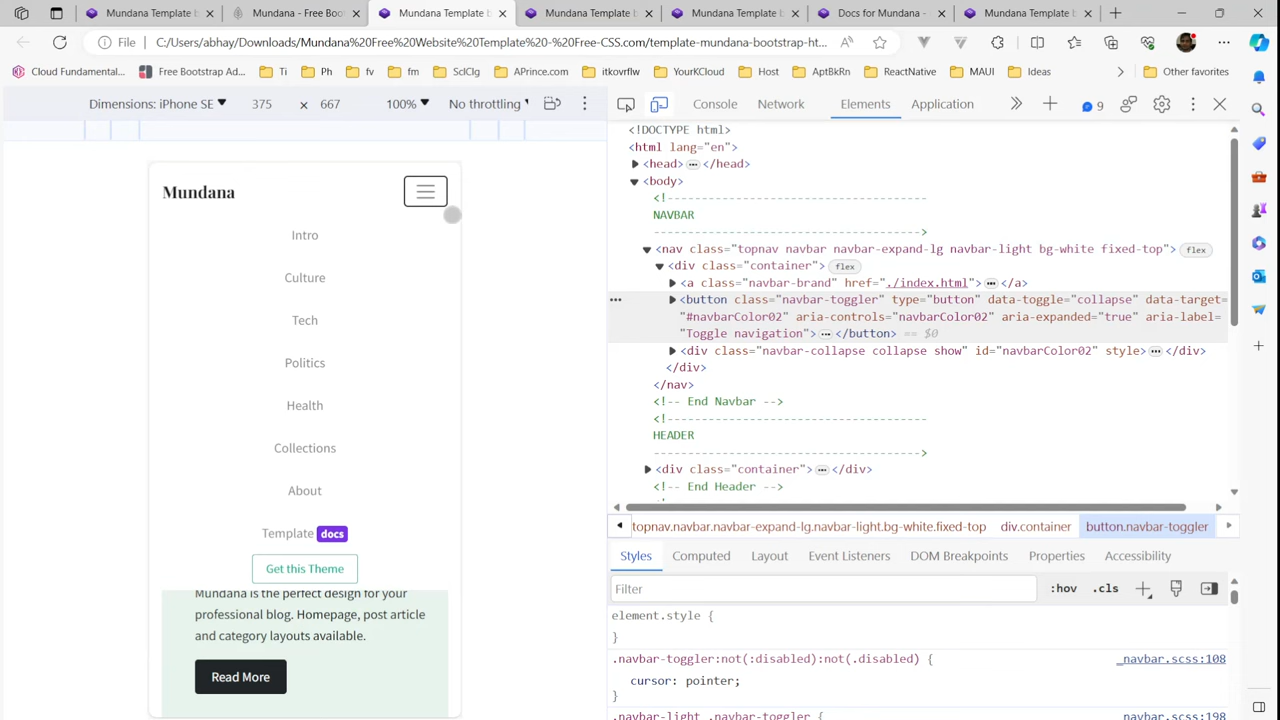 Mundana Template b
Mundana - Free Boo
Mundana Template b
Mundana Template b
Mundana Template b
Docs for Mundana -
Mundana Template b
File
C:/Users/abhay/Downloads/Mundana%20Free%20Website%20Template%20-%20Free-CSS.com/template-mundana-bootstrap-ht...
Cloud Fundamental...
Free Bootstrap Ad...
Ti
Ph
fv
fm
SclClg
APrince.com
itkovrflw
YourKCloud
Host
AptBkRn
ReactNative
MAUI
Ideas
Other favorites
Dimensions: iPhone SE
375
×
667
100%
No throttling
Console
Network
Elements
Application
9
Mundana
Intro
Culture
Tech
Politics
Health
Collections
About
Template docs
Get this Theme
Mundana is the perfect design for your
professional blog. Homepage, post article
and category layouts available.
Read More
<!DOCTYPE html>
<html lang="en">
<head> ... </head>
<body>
<!-------------------------------------
NAVBAR
------------------------------------->
<nav class="topnav navbar navbar-expand-lg navbar-light bg-white fixed-top"> flex
<div class="container"> flex
<a class="navbar-brand" href="./index.html"> ... </a>
<button class="navbar-toggler" type="button" data-toggle="collapse" data-target=
"#navbarColor02" aria-controls="navbarColor02" aria-expanded="true" aria-label=
"Toggle navigation"> ... </button> == $0
<div class="navbar-collapse collapse show" id="navbarColor02" style> ... </div>
</div>
</nav>
<!-- End Navbar -->
<!-------------------------------------
HEADER
------------------------------------->
<div class="container"> ... </div>
<!-- End Header -->
topnav.navbar.navbar-expand-lg.navbar-light.bg-white.fixed-top
div.container
button.navbar-toggler
Styles
Computed
Layout
Event Listeners
DOM Breakpoints
Properties
Accessibility
Filter
:hov
.cls
element.style {
}
.navbar-toggler:not(:disabled):not(.disabled) {
_navbar.scss:108
cursor: pointer;
}
.navbar-light .navbar-toggler {
_navbar.scss:198